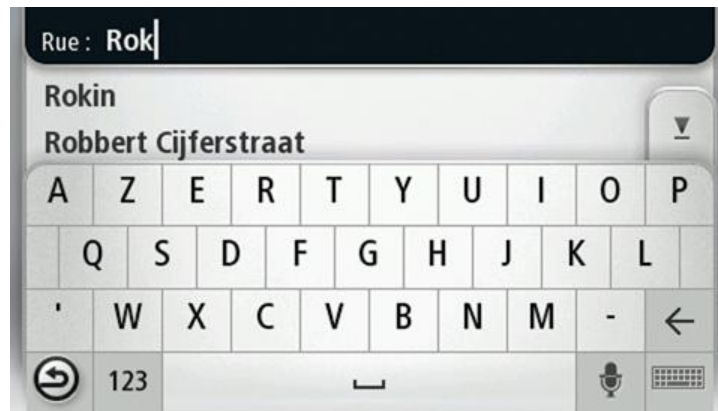 Rue : Rok
Rokin
Robbert Cijferstraat
A Z E R T Y U I O P
Q S D F G H J K L
' W X C V B N M -
123